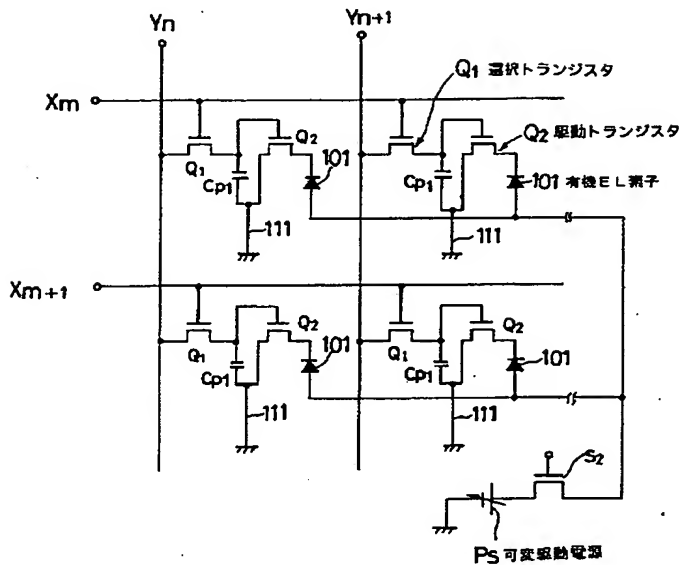 Yn
Yn+1
Q1 選択トランジスタ
Xm
Q1
Q2
101
Cp1
111
Q2 駆動トランジスタ
Cp1
101 有機EL素子
111
Xm+1
Q1
Q2
101
Cp1
111
Q1
Q2
101
Cp1
111
S2
Ps 可変駆動電源